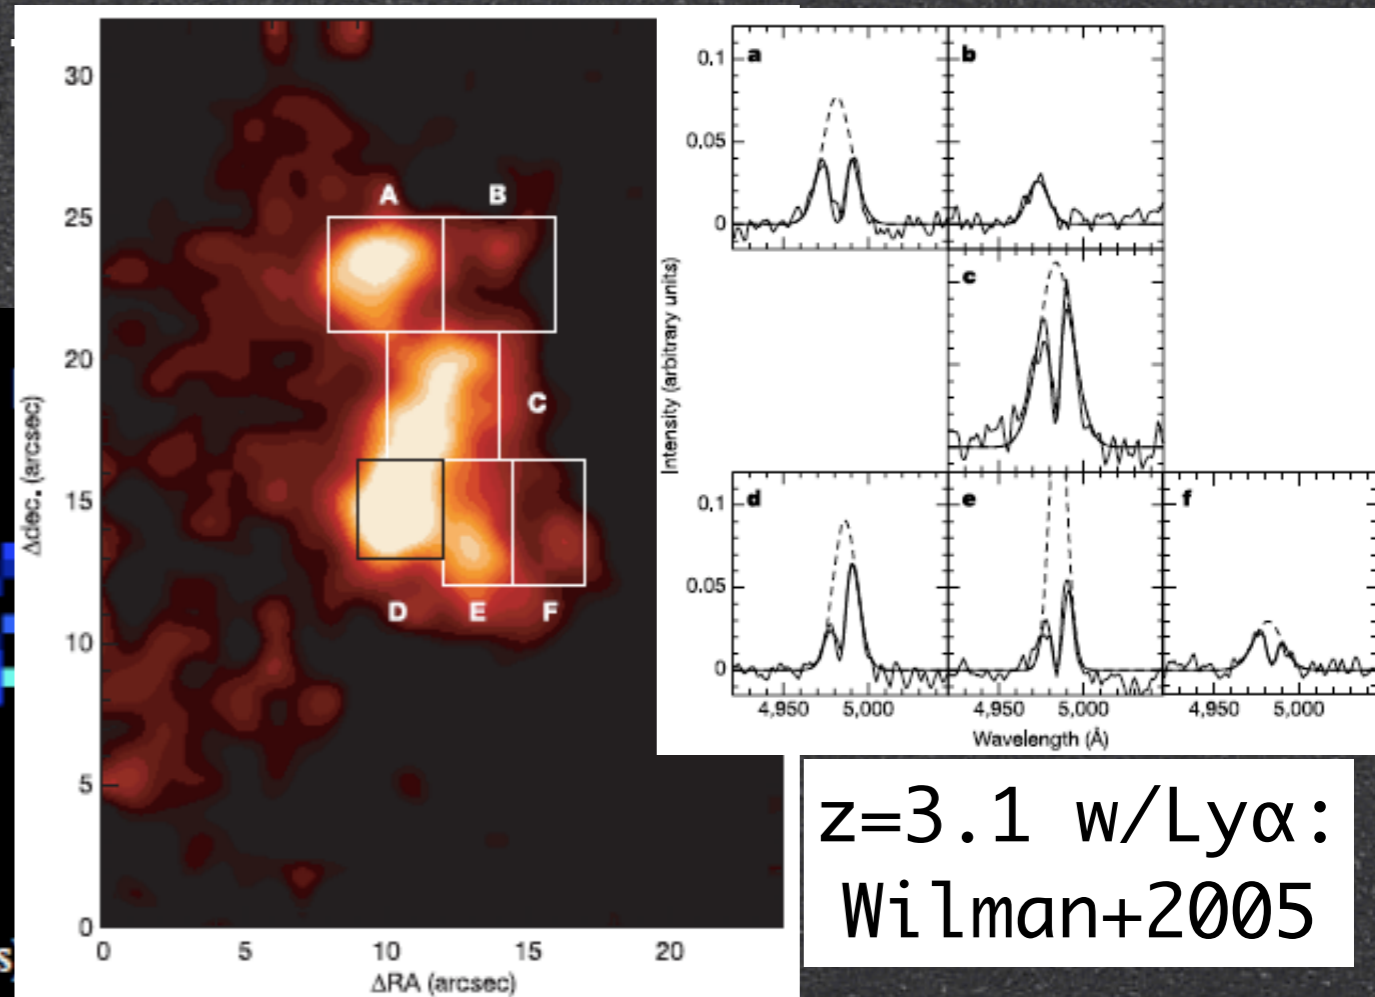 30
25
20
15
10
5
0
Δdec. (arcsec)
A
B
C
D
E
F
0
5
10
15
20
ΔRA (arcsec)
a
b
c
d
e
f
0.1
0.05
0
Intensity (arbitrary units)
0.1
0.05
0
4,950
5,000
4,950
5,000
4,950
5,000
Wavelength (Å)
z=3.1 w/Lyα:
Wilman+2005
s